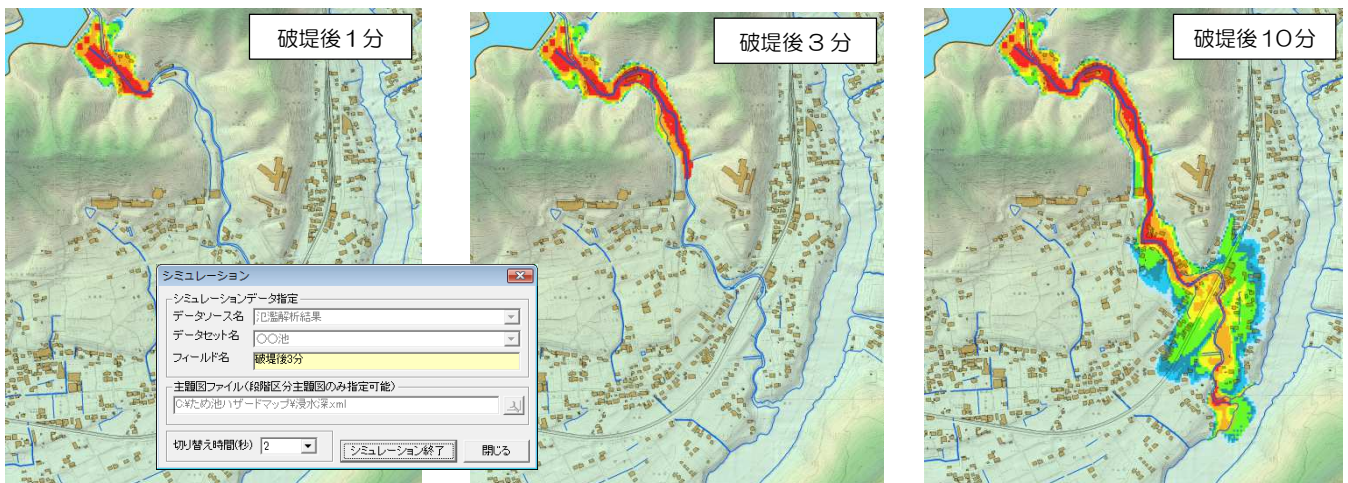 破堤後1分
破堤後3分
破堤後10分
シミュレーション
シミュレーションデータ指定
データソース名 氾濫解析結果
データセット名 〇〇池
フィールド名 破堤後3分
主題図ファイル(段階区分主題図のみ指定可能)
C:¥ため池ハザードマップ¥浸水深.xml
切り替え時間(秒) 2 シミュレーション終了 閉じる